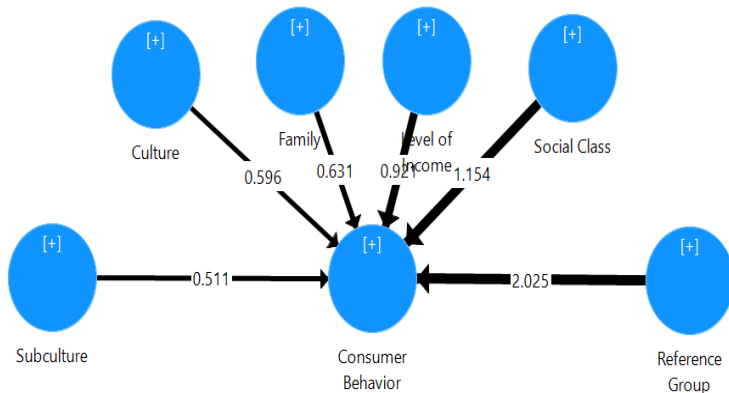 [+]
[+]
[+]
[+]
Culture
Family
Level of
Income
Social Class
0.596
0.631
0.921
1.154
[+]
[+]
[+]
0.511
2.025
Subculture
Consumer
Behavior
Reference
Group